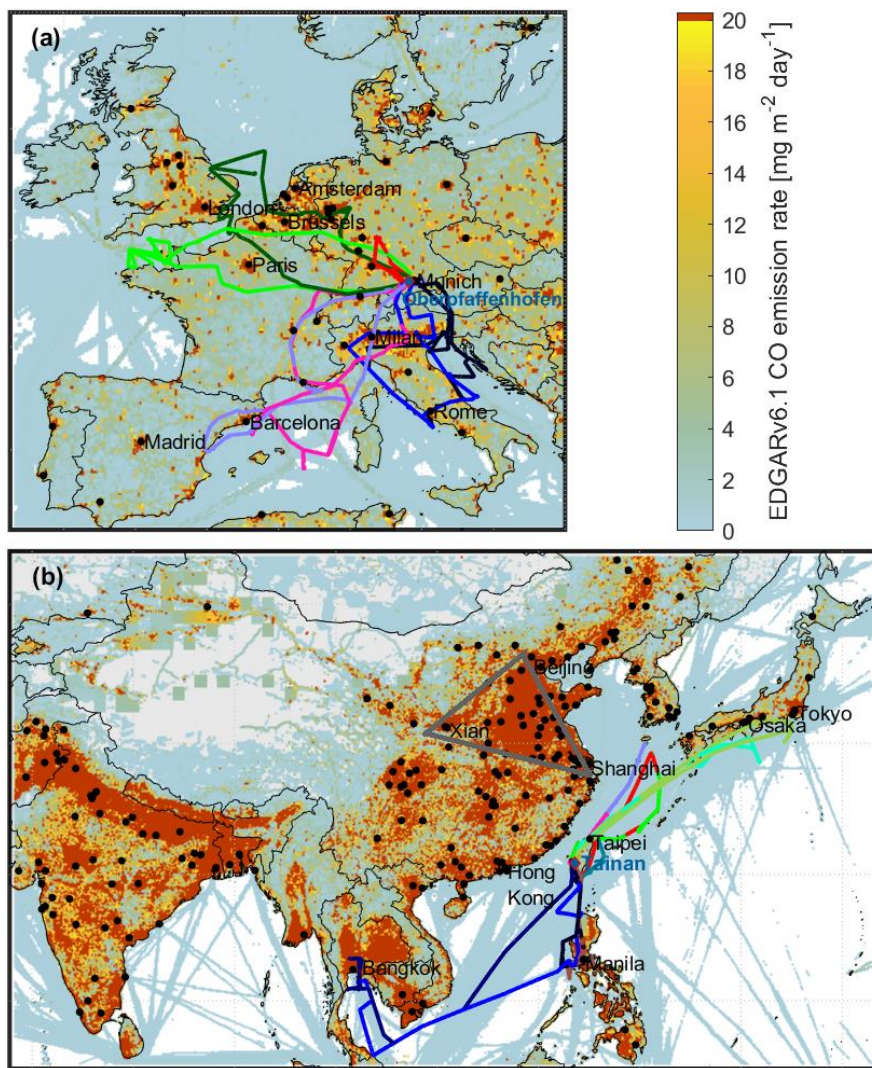 (a)
20
18
16
14
12
10
8
6
4
2
0
EDGARv6.1 CO emission rate [mg m⁻² day⁻¹]
Amsterdam
London
Brussels
Paris
Munich
Oberpfaffenhofen
Milan
Rome
Barcelona
Madrid
(b)
Beijing
Xian
Tokyo
Osaka
Shanghai
Taipei
Tainan
Hong
Kong
Bangkok
Manila